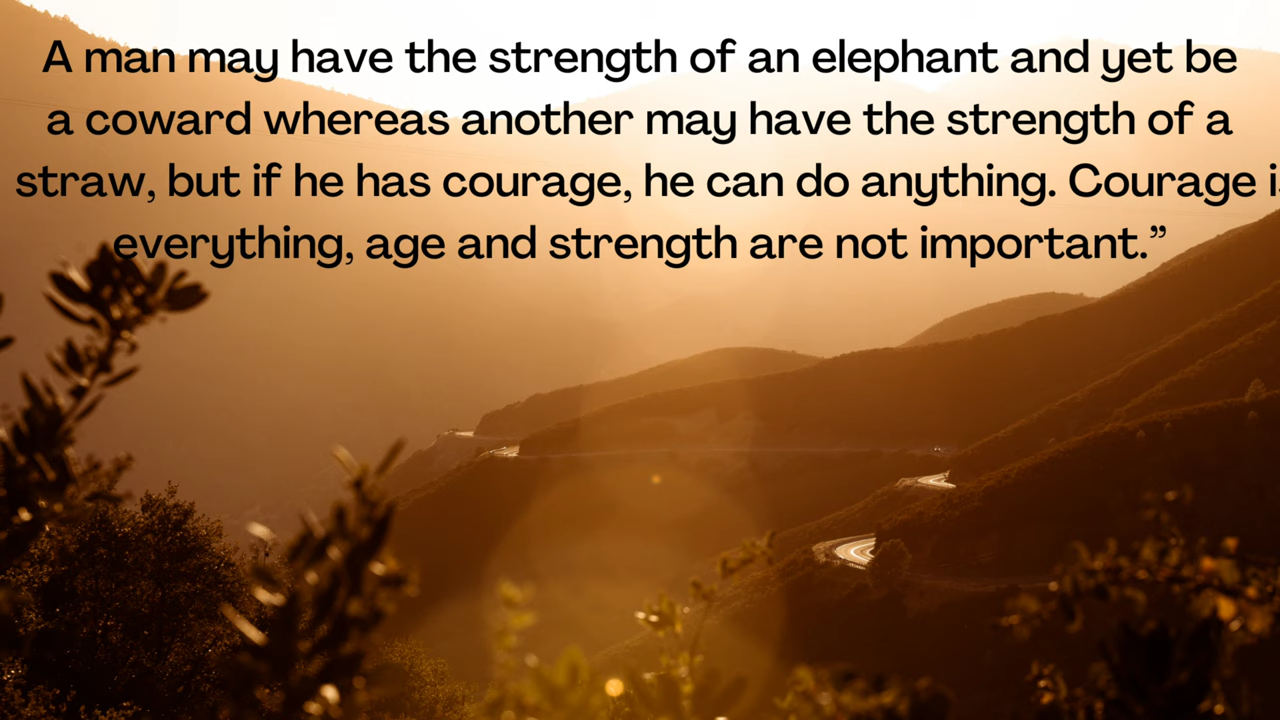 A man may have the strength of an elephant and yet be
a coward whereas another may have the strength of a
straw, but if he has courage, he can do anything. Courage is
everything, age and strength are not important.”